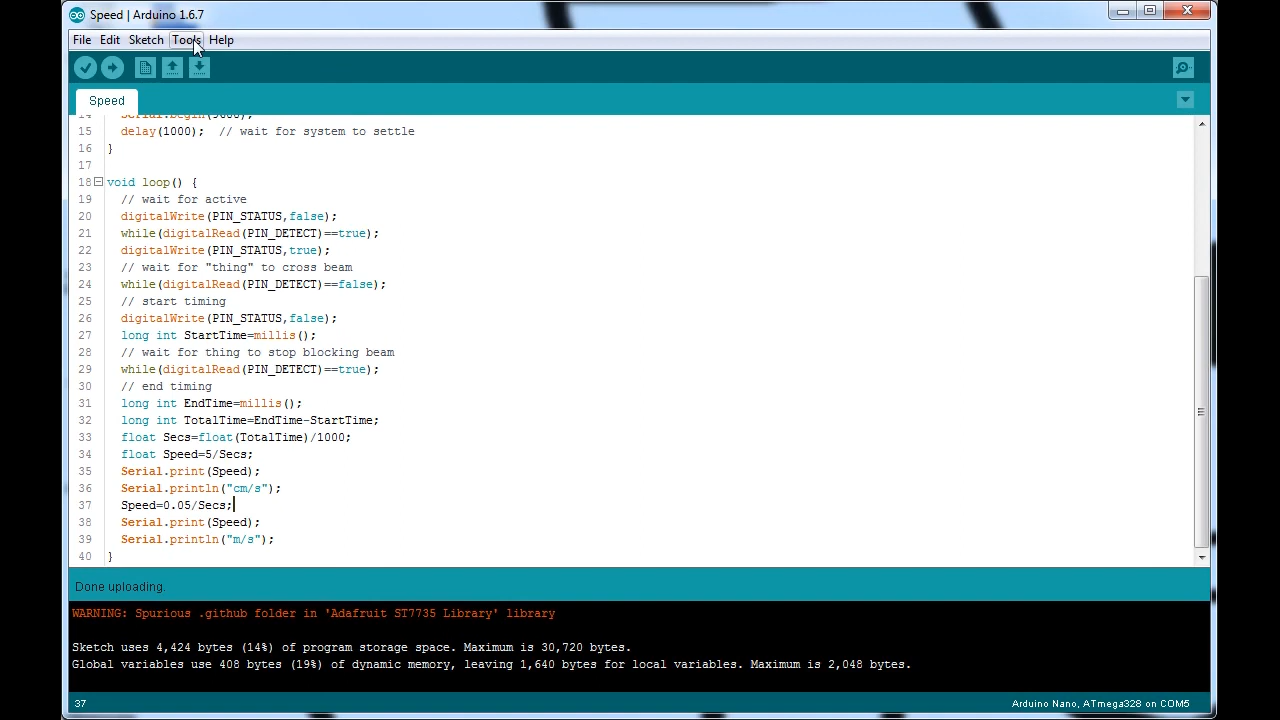 Speed | Arduino 1.6.7
File Edit Sketch Tools Help
Speed
14 Serial.begin(9600);
15 delay(1000); // wait for system to settle
16 }
17
18 void loop() {
19 // wait for active
20 digitalWrite(PIN_STATUS,false);
21 while(digitalRead(PIN_DETECT)==true);
22 digitalWrite(PIN_STATUS,true);
23 // wait for "thing" to cross beam
24 while(digitalRead(PIN_DETECT)==false);
25 // start timing
26 digitalWrite(PIN_STATUS,false);
27 long int StartTime=millis();
28 // wait for thing to stop blocking beam
29 while(digitalRead(PIN_DETECT)==true);
30 // end timing
31 long int EndTime=millis();
32 long int TotalTime=EndTime-StartTime;
33 float Secs=float(TotalTime)/1000;
34 float Speed=5/Secs;
35 Serial.print(Speed);
36 Serial.println("cm/s");
37 Speed=0.05/Secs;
38 Serial.print(Speed);
39 Serial.println("m/s");
40 }
Done uploading.
WARNING: Spurious .github folder in 'Adafruit ST7735 Library' library
Sketch uses 4,424 bytes (14%) of program storage space. Maximum is 30,720 bytes.
Global variables use 408 bytes (19%) of dynamic memory, leaving 1,640 bytes for local variables. Maximum is 2,048 bytes.
37 Arduino Nano, ATmega328 on COM5